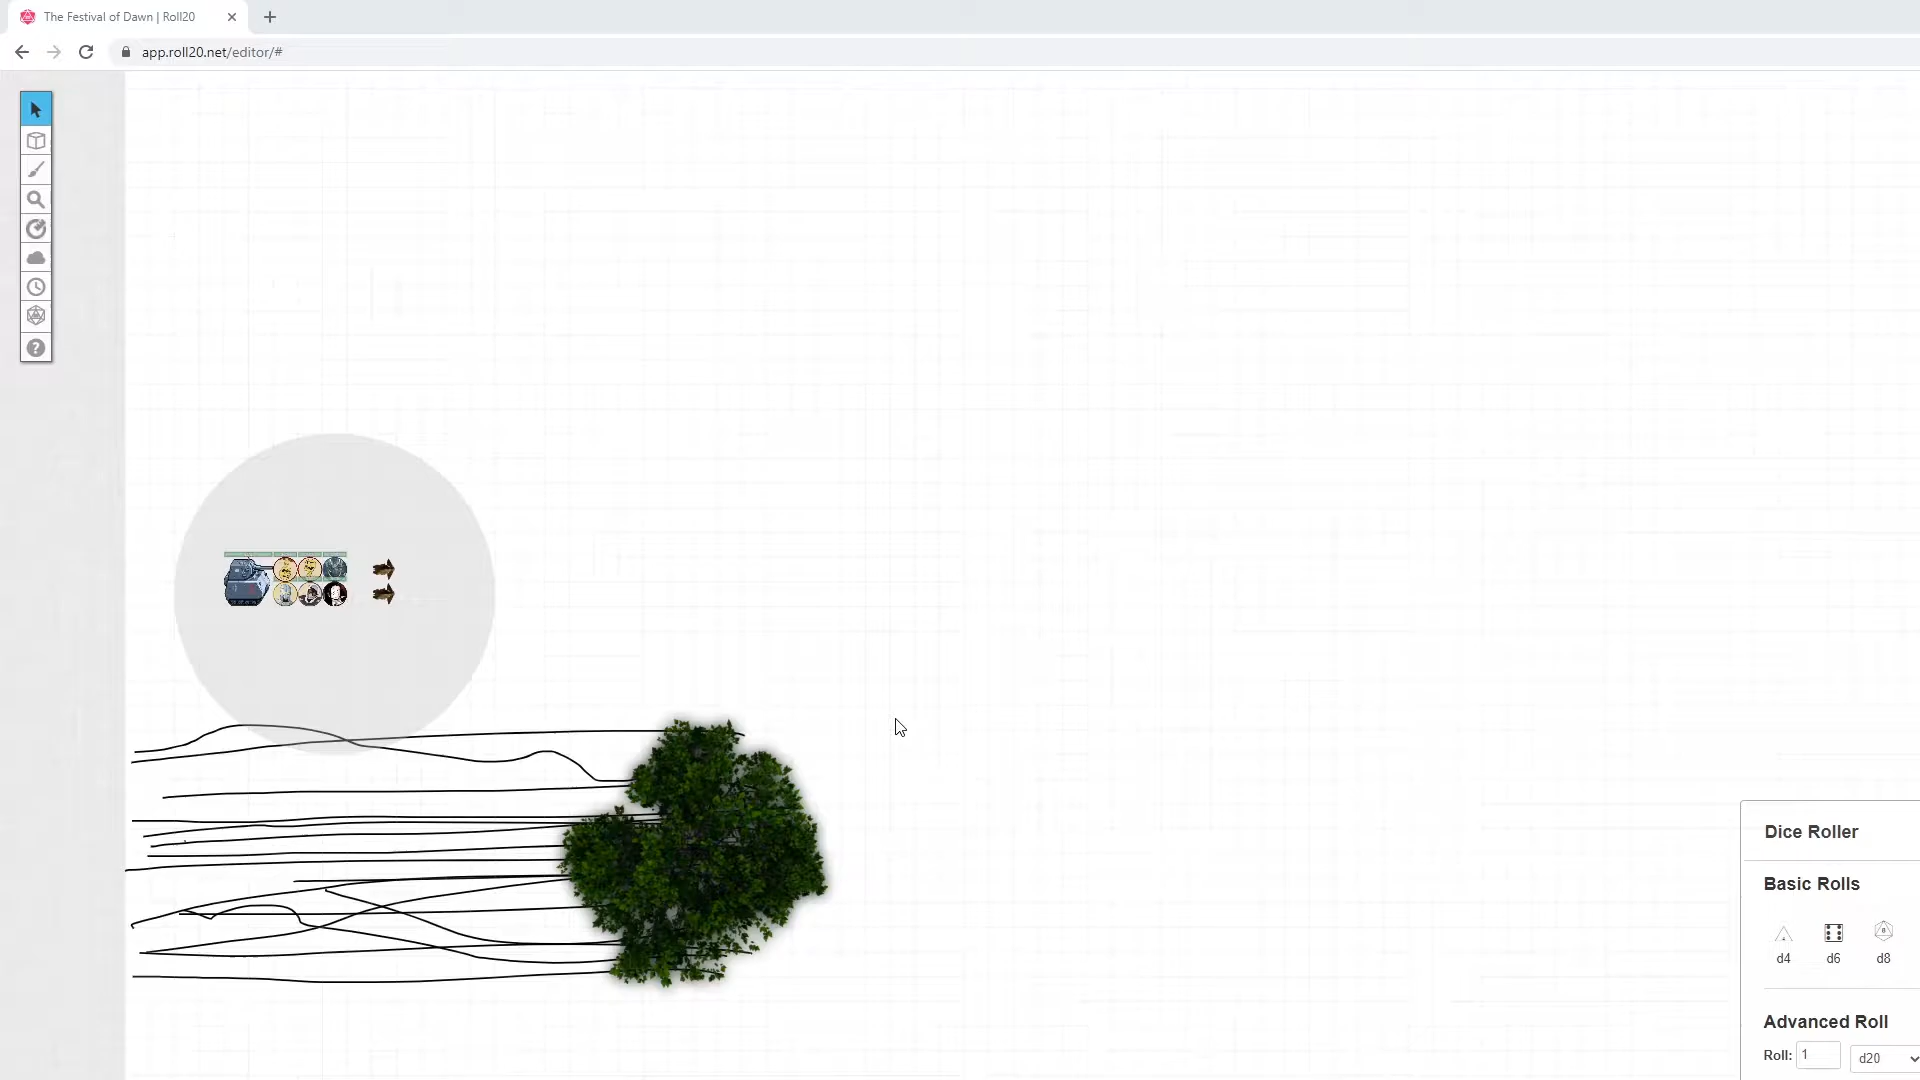 The Festival of Dawn | Roll20
app.roll20.net/editor/#
Dice Roller
Basic Rolls
d4 d6 d8
Advanced Roll
Roll: 1 d20